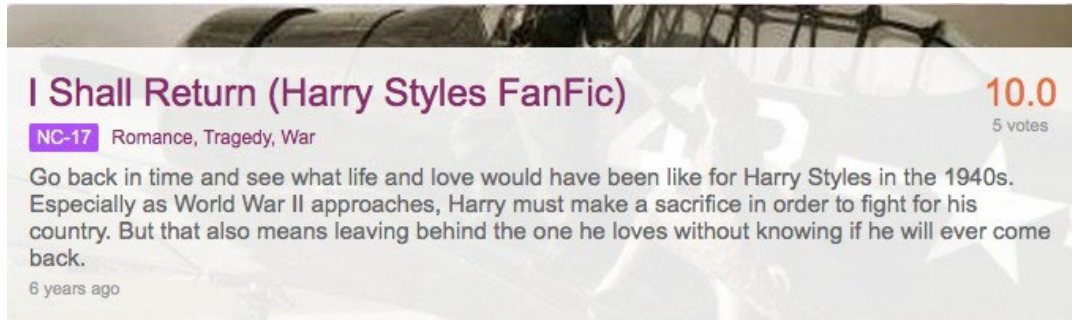 I Shall Return (Harry Styles FanFic)
10.0
5 votes
NC-17 Romance, Tragedy, War
Go back in time and see what life and love would have been like for Harry Styles in the 1940s.
Especially as World War II approaches, Harry must make a sacrifice in order to fight for his
country. But that also means leaving behind the one he loves without knowing if he will ever come
back.
6 years ago